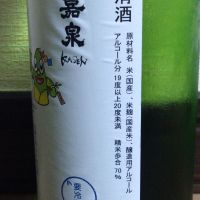 清酒
嘉泉
KASEN
原材料名 米(国産)、米麹(国産米)、醸造用アルコール
アルコール分 19度以上20度未満 精米歩合 70%
要冷